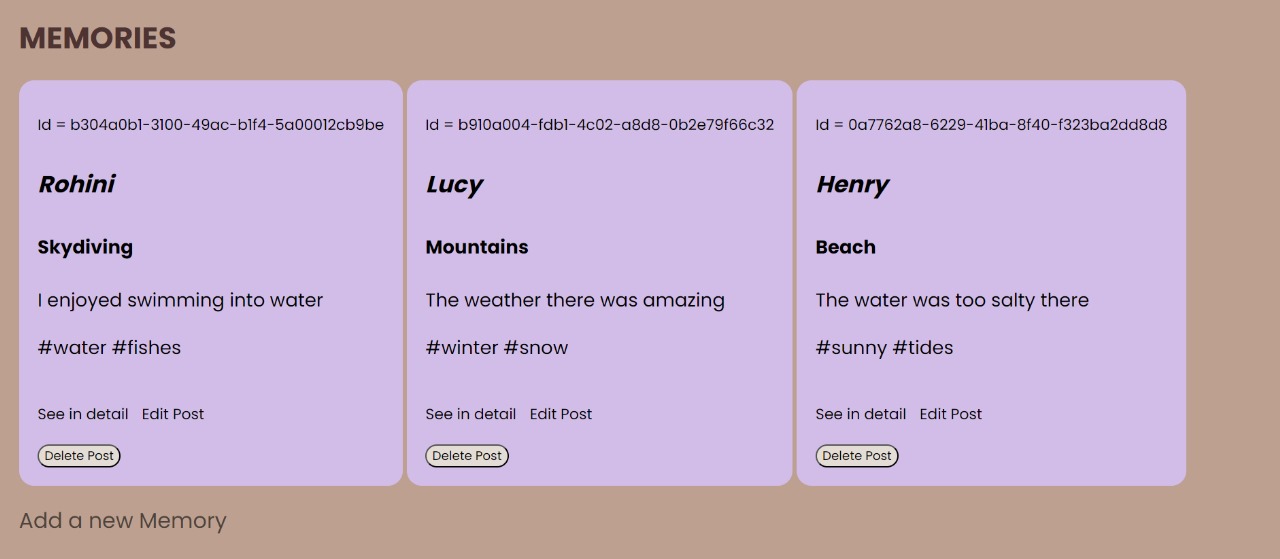 MEMORIES
Id = b304a0b1-3100-49ac-b1f4-5a00012cb9be
Rohini
Skydiving
I enjoyed swimming into water
#water #fishes
See in detail Edit Post
Delete Post
Id = b910a004-fdb1-4c02-a8d8-0b2e79f66c32
Lucy
Mountains
The weather there was amazing
#winter #snow
See in detail Edit Post
Delete Post
Id = 0a7762a8-6229-41ba-8f40-f323ba2dd8d8
Henry
Beach
The water was too salty there
#sunny #tides
See in detail Edit Post
Delete Post
Add a new Memory